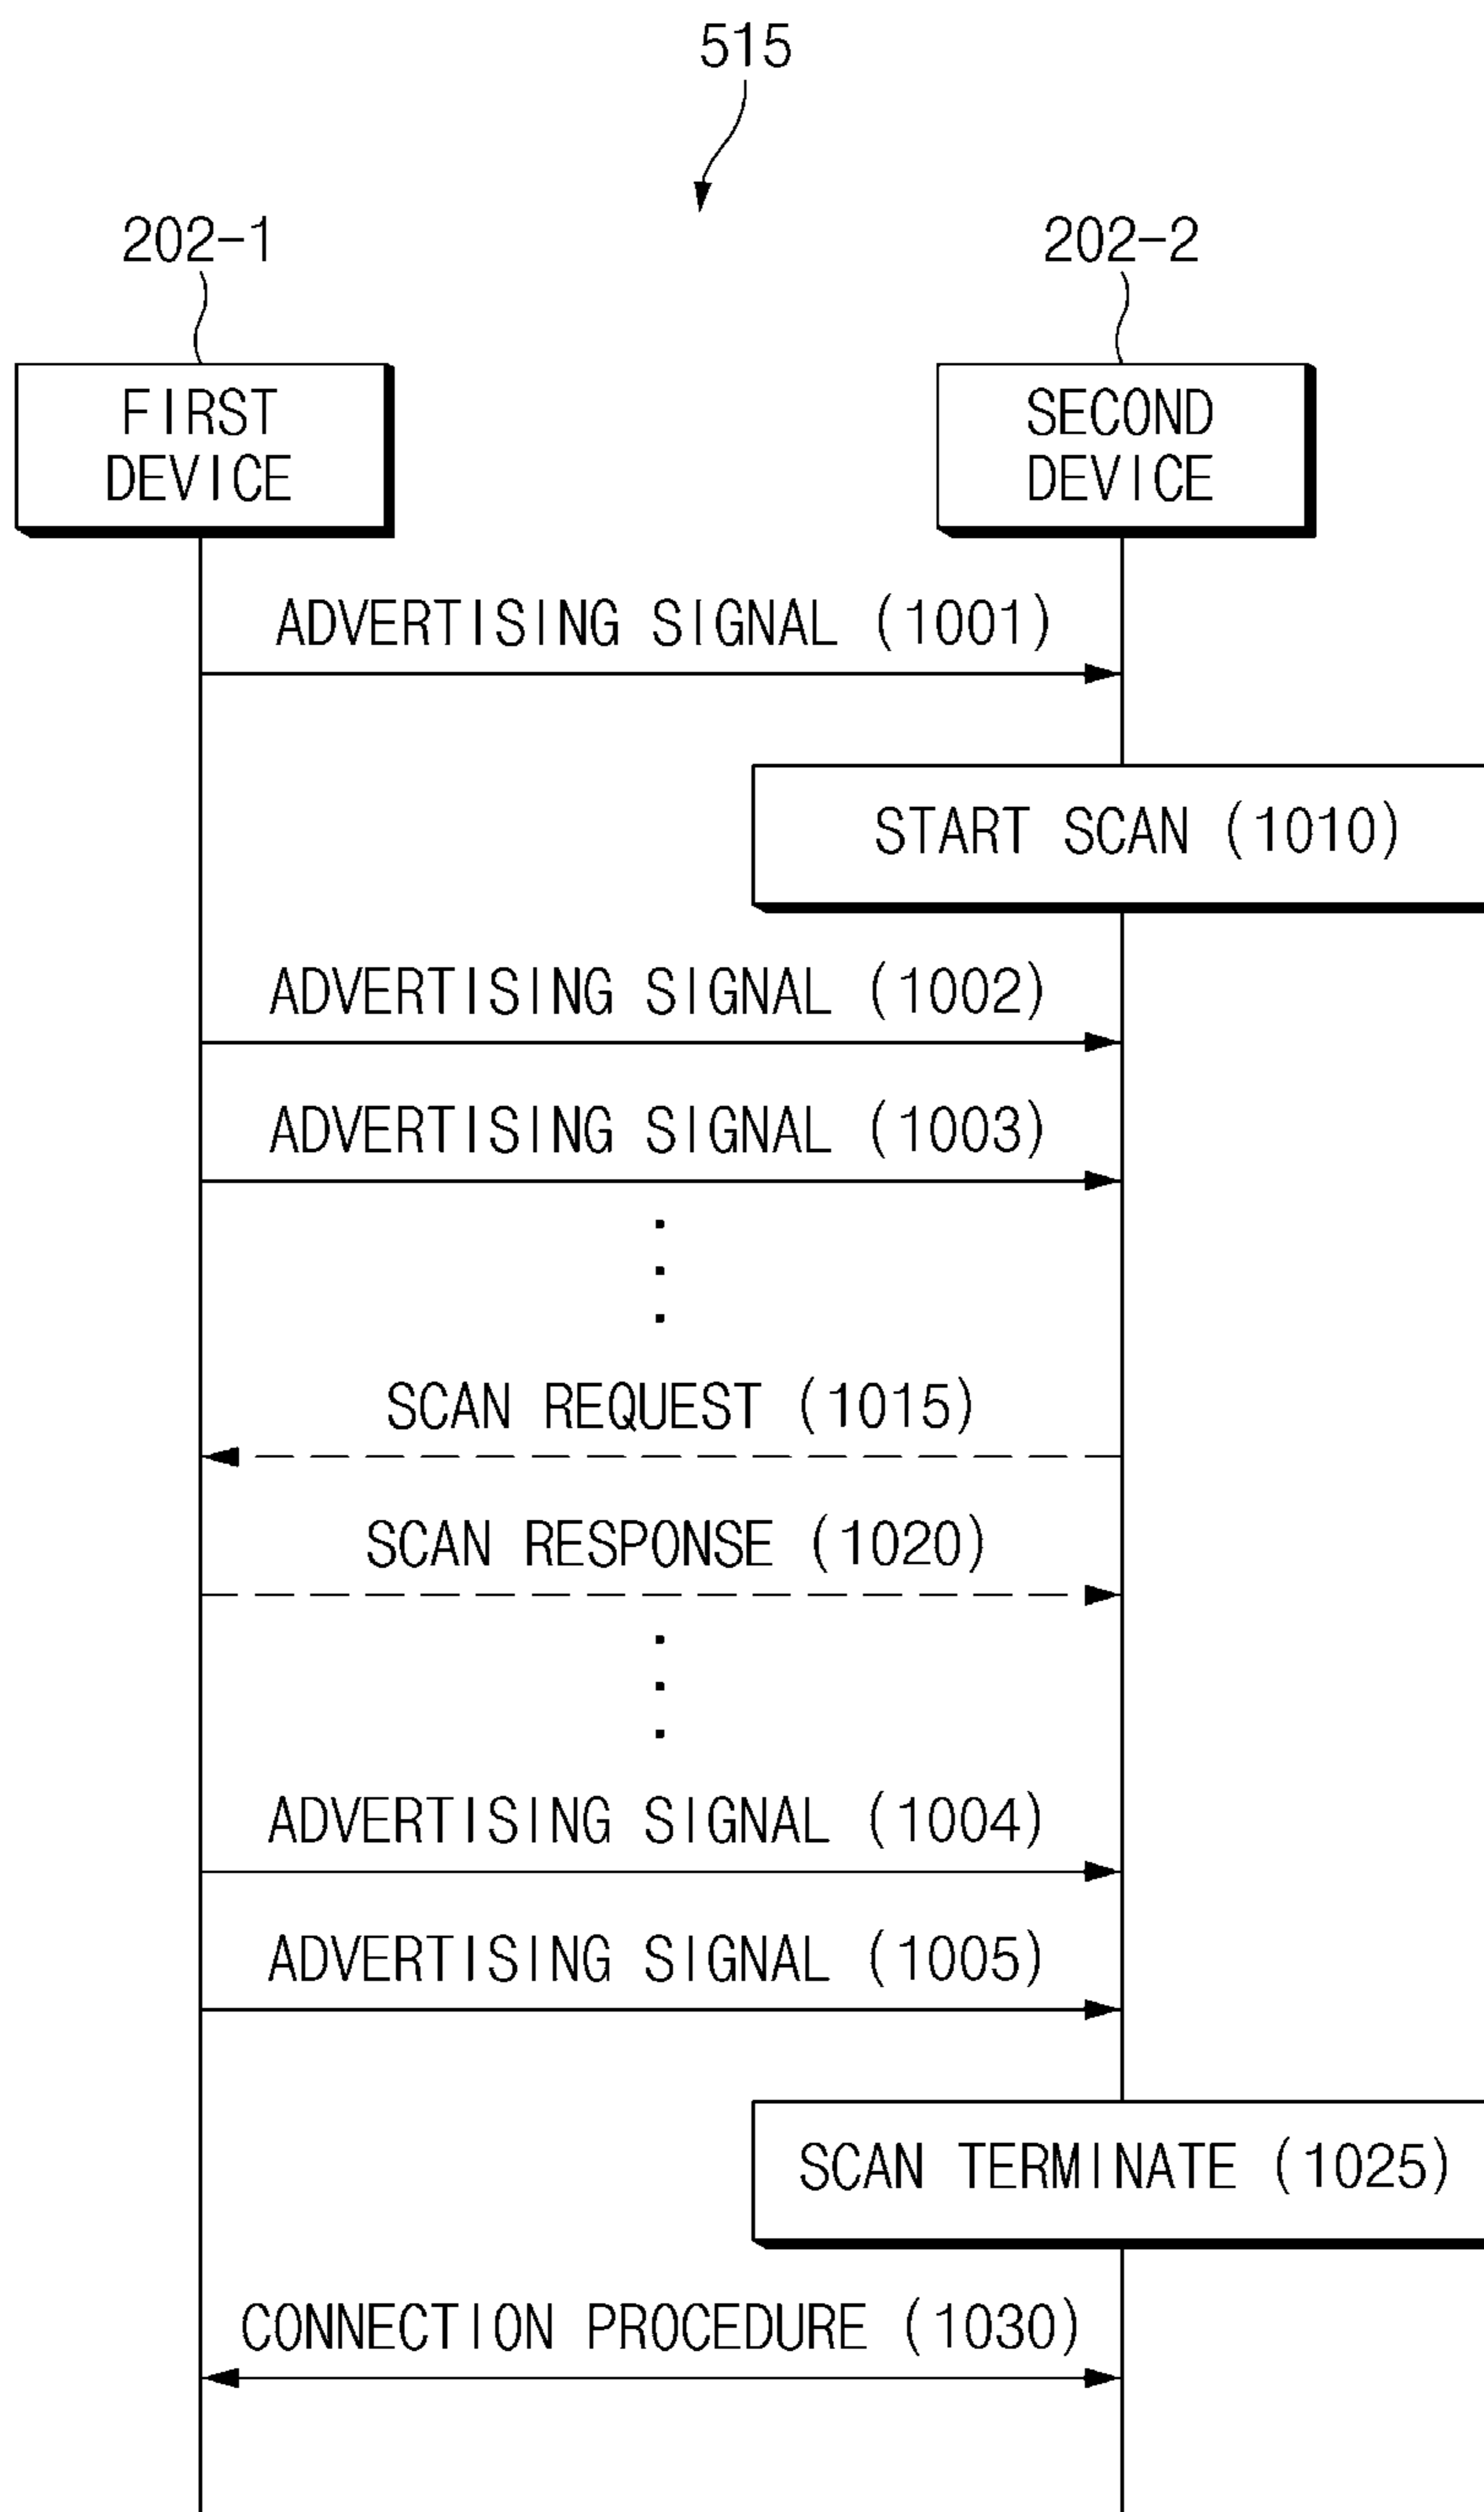 515
202-1
202-2
FIRST
DEVICE
SECOND
DEVICE
ADVERTISING SIGNAL (1001)
START SCAN (1010)
ADVERTISING SIGNAL (1002)
ADVERTISING SIGNAL (1003)
SCAN REQUEST (1015)
SCAN RESPONSE (1020)
ADVERTISING SIGNAL (1004)
ADVERTISING SIGNAL (1005)
SCAN TERMINATE (1025)
CONNECTION PROCEDURE (1030)